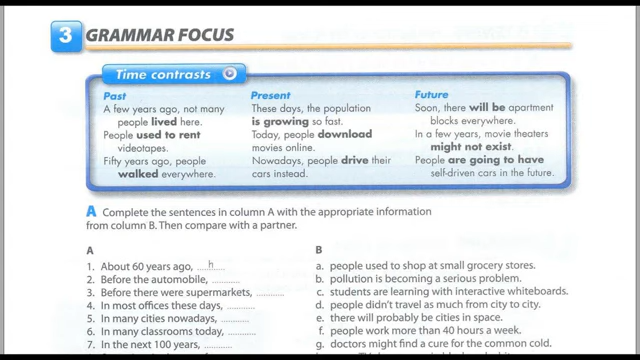 3 GRAMMAR FOCUS
Time contrasts
Past
A few years ago, not many
people lived here.
People used to rent
videotapes.
Fifty years ago, people
walked everywhere.
Present
These days, the population
is growing so fast.
Today, people download
movies online.
Nowadays, people drive their
cars instead.
Future
Soon, there will be apartment
blocks everywhere.
In a few years, movie theaters
might not exist.
People are going to have
self-driven cars in the future.
A Complete the sentences in column A with the appropriate information
from column B. Then compare with a partner.
A
1. About 60 years ago, ....h....
2. Before the automobile, ............
3. Before there were supermarkets, ............
4. In most offices these days, ............
5. In many cities nowadays, ............
6. In many classrooms today, ............
7. In the next 100 years, ............
B
a. people used to shop at small grocery stores.
b. pollution is becoming a serious problem.
c. students are learning with interactive whiteboards.
d. people didn't travel as much from city to city.
e. there will probably be cities in space.
f. people work more than 40 hours a week.
g. doctors might find a cure for the common cold.